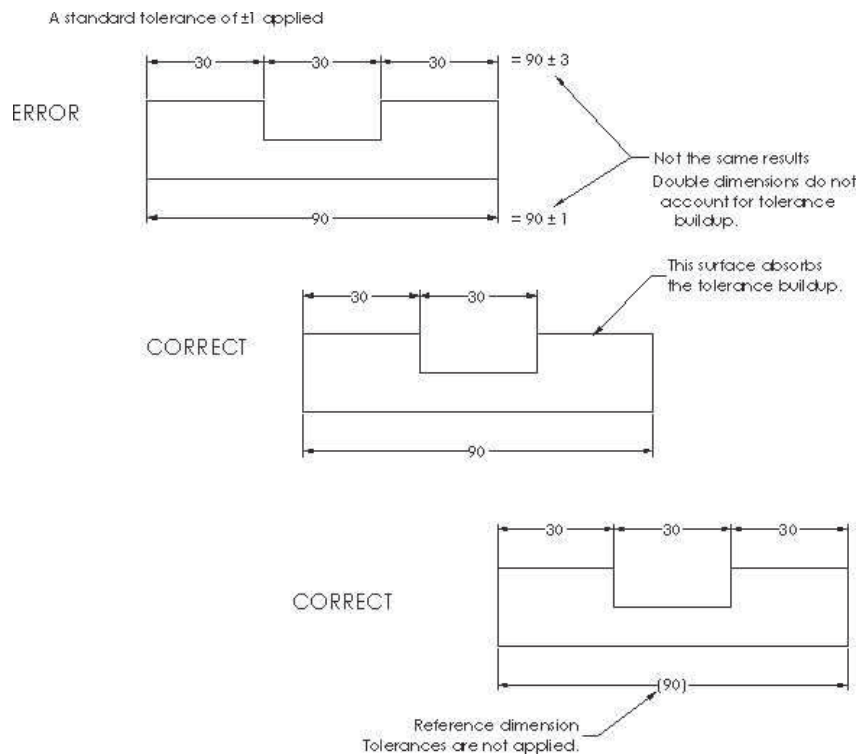 A standard tolerance of ±1 applied
30 30 30 = 90 ± 3
ERROR
Not the same results
Double dimensions do not
account for tolerance
buildup.
90 = 90 ± 1
This surface absorbs
the tolerance buildup.
30 30
CORRECT
90
30 30 30
CORRECT
(90)
Reference dimension
Tolerances are not applied.